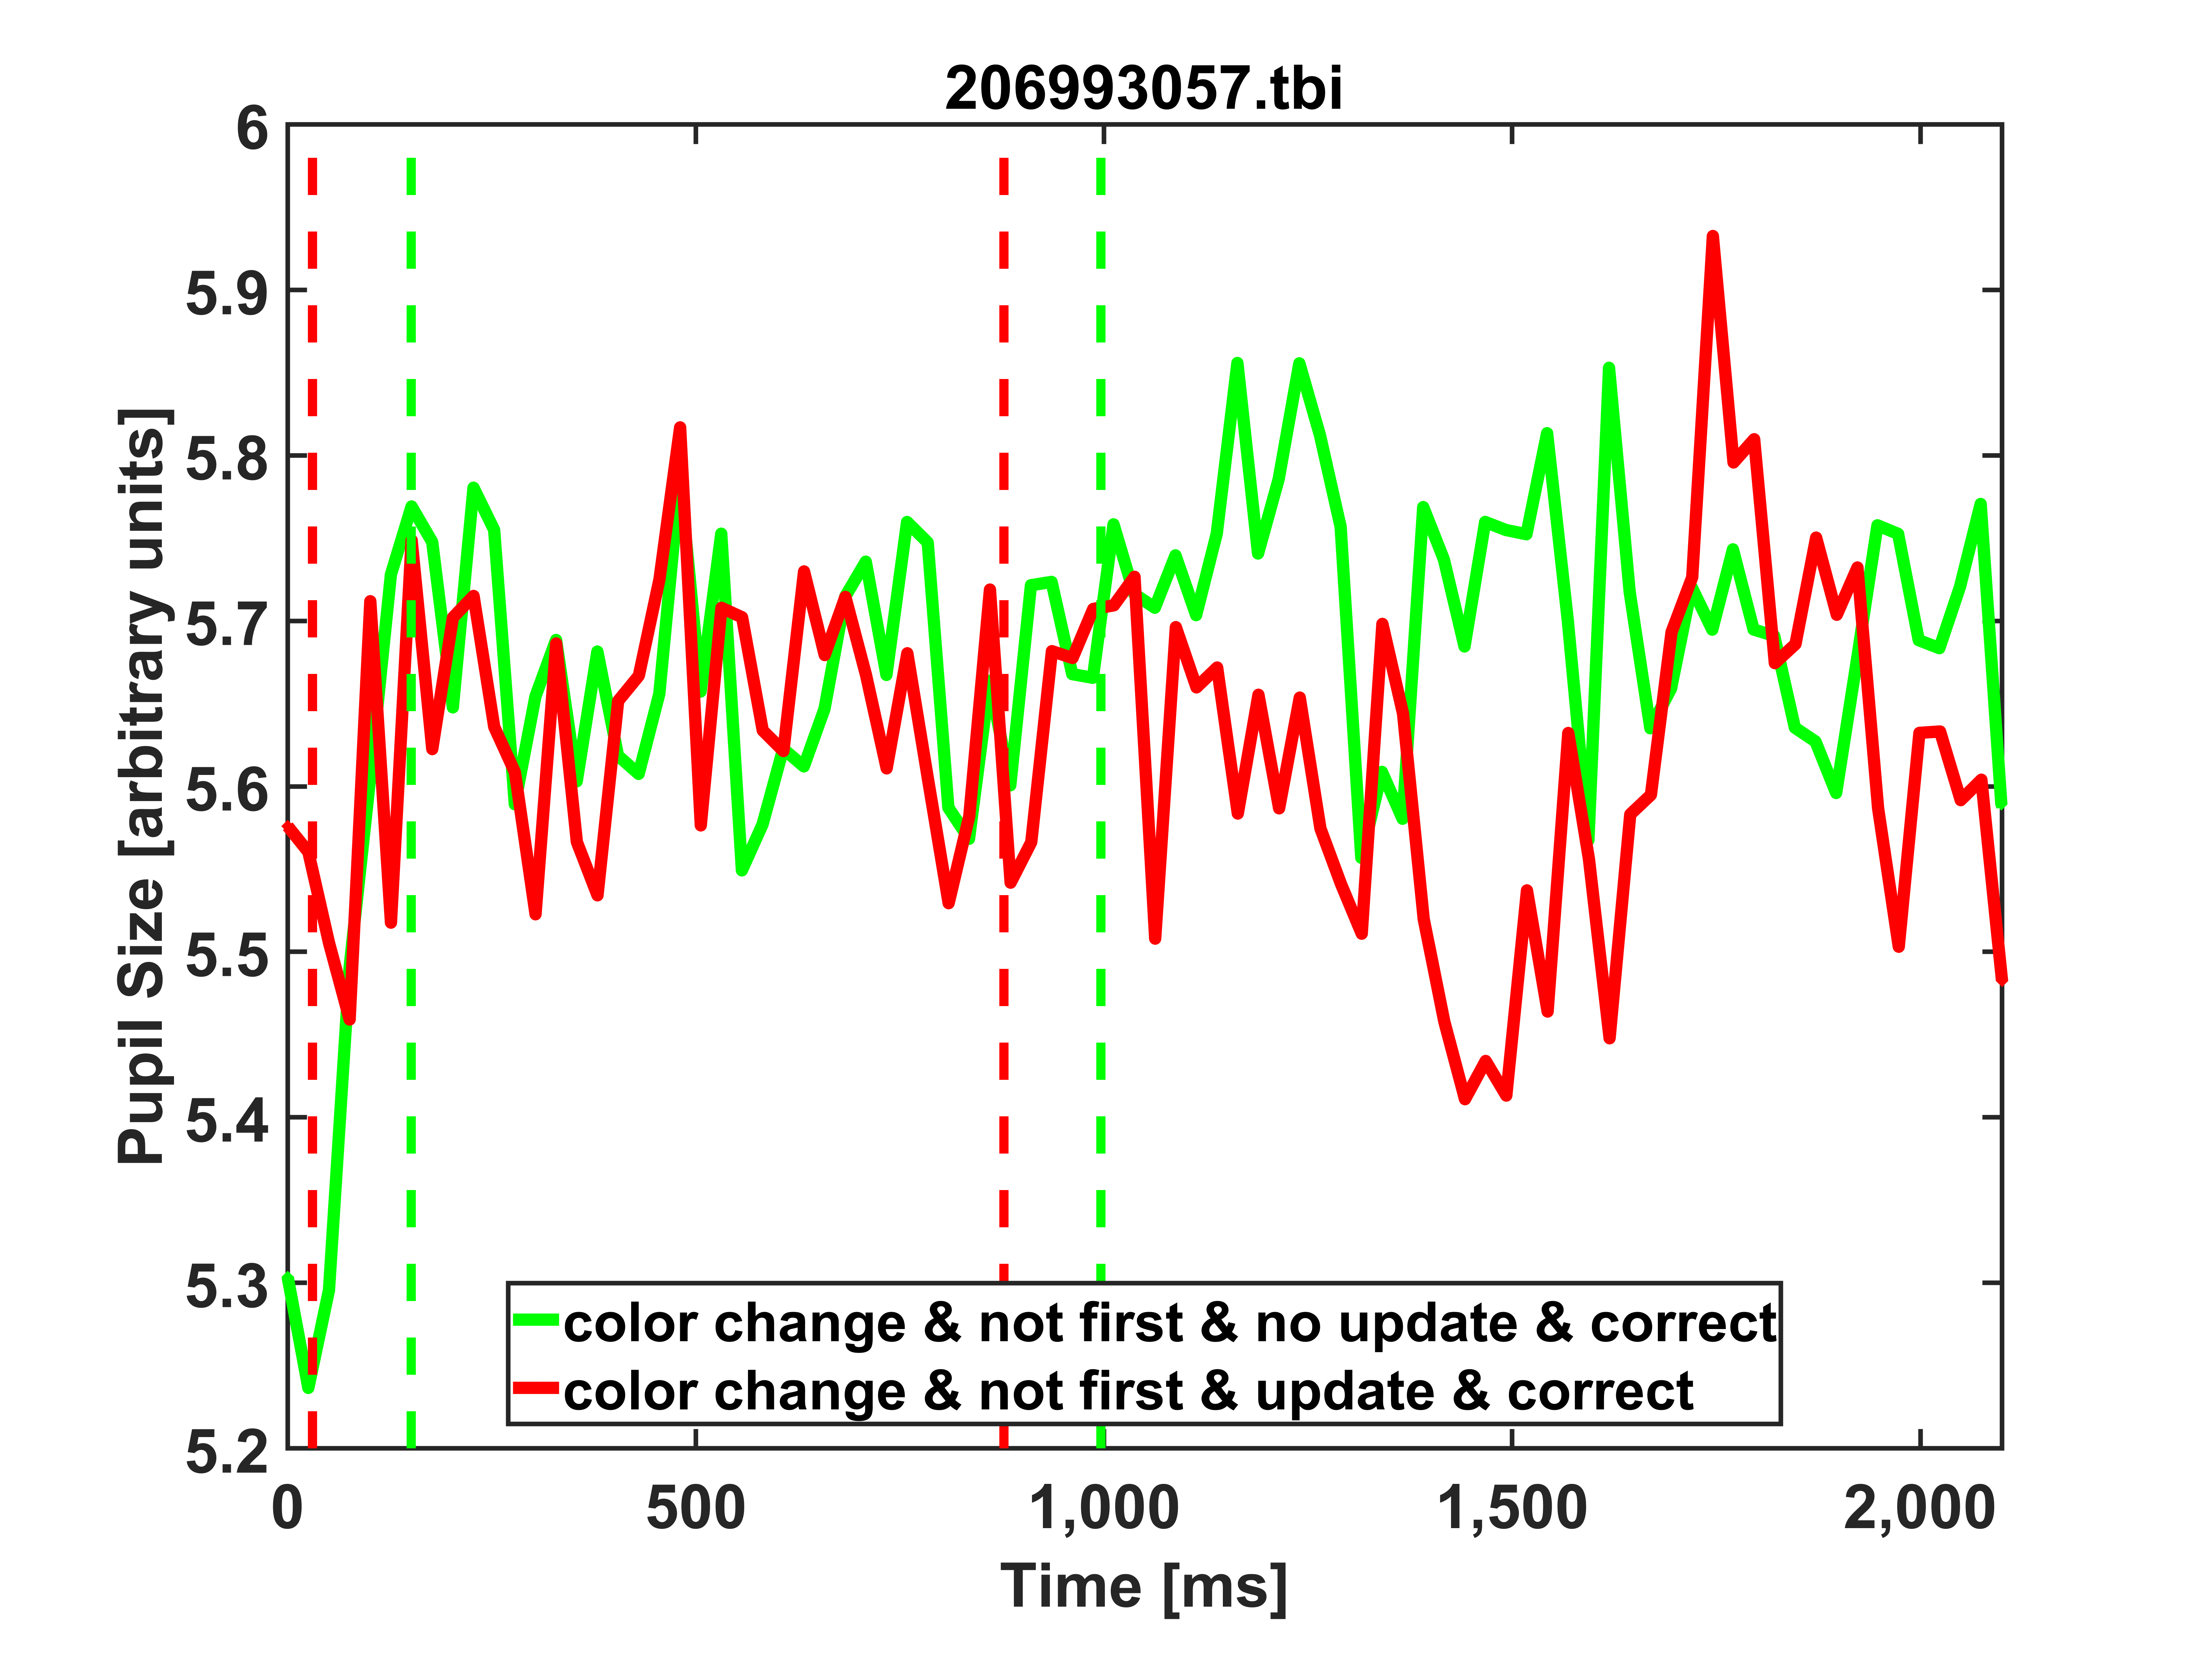 206993057.tbi
6
5.9
5.8
5.7
5.6
5.5
5.4
5.3
5.2
Pupil Size [arbitrary units]
color change & not first & no update & correct
color change & not first & update & correct
0 500 1,000 1,500 2,000
Time [ms]